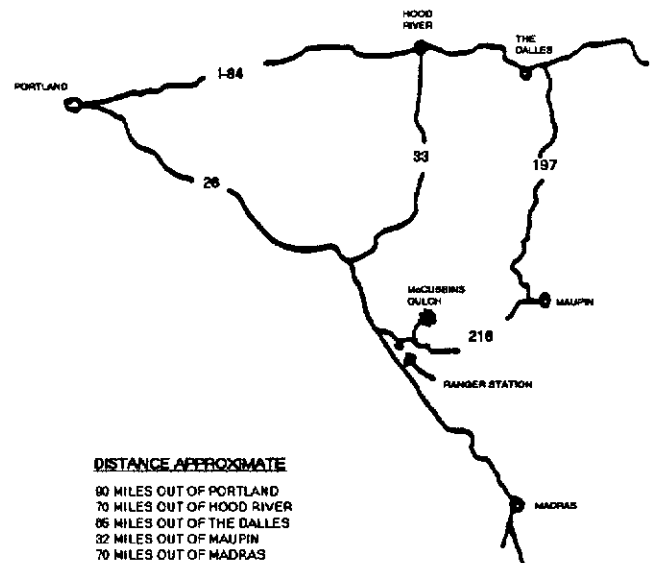 HOOD
RIVER
THE
DALLES
I-84
PORTLAND
33
197
26
McCUBBINS
GULCH
MAUPIN
216
RANGER STATION
DISTANCE APPROXIMATE
90 MILES OUT OF PORTLAND
70 MILES OUT OF HOOD RIVER
MILES OUT OF THE DALLES
32 MILES OUT OF MAUPIN
70 MILES OUT OF MADRAS
MADRAS